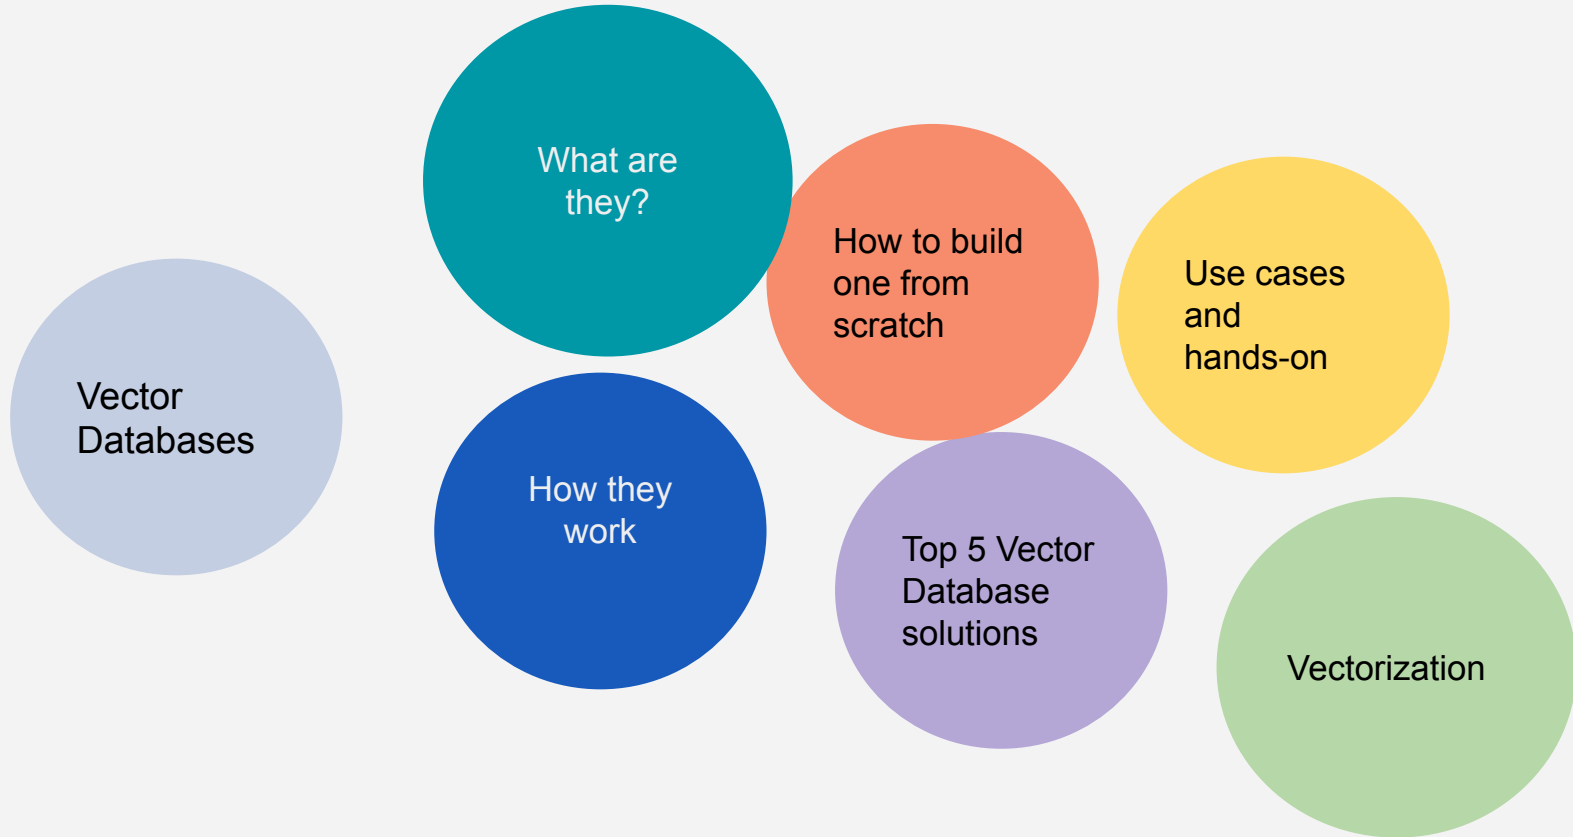 Vector
Databases
What are
they?
How they
work
How to build
one from
scratch
Top 5 Vector
Database
solutions
Use cases
and
hands-on
Vectorization